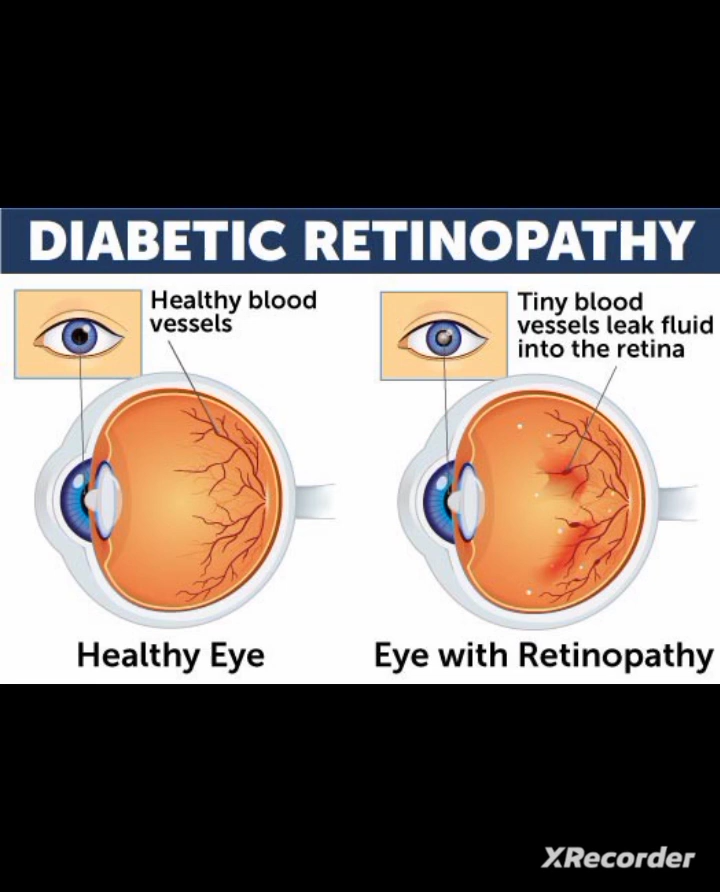 DIABETIC RETINOPATHY
Healthy blood
vessels
Tiny blood
vessels leak fluid
into the retina
Healthy Eye
Eye with Retinopathy
XRecorder